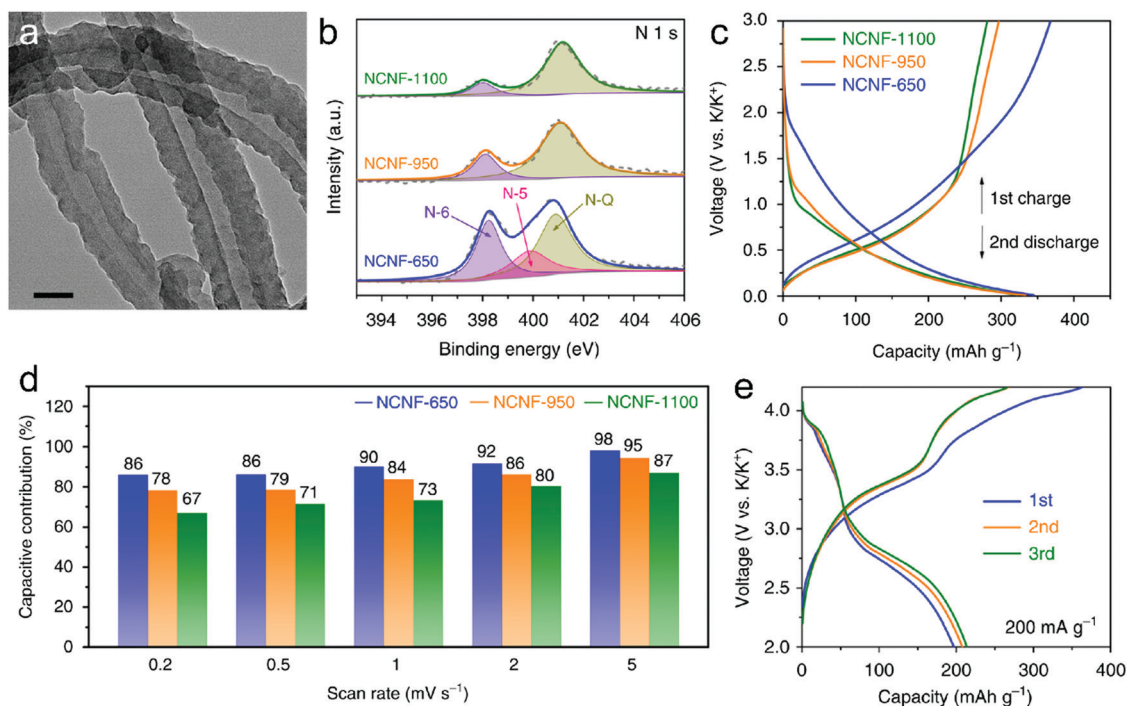 a
b
N 1 s
NCNF-1100
NCNF-950
N-6
N-5
N-Q
NCNF-650
Intensity (a.u.)
394 396 398 400 402 404 406
Binding energy (eV)
c
NCNF-1100
NCNF-950
NCNF-650
1st charge
2nd discharge
Voltage (V vs. K/K⁺)
3.0
2.5
2.0
1.5
1.0
0.5
0.0
0 100 200 300 400
Capacity (mAh g⁻¹)
d
NCNF-650 NCNF-950 NCNF-1100
Capacitive contribution (%)
120
100
80
60
40
20
0
86 78 67
86 79 71
90 84 73
92 86 80
98 95 87
0.2 0.5 1 2 5
Scan rate (mV s⁻¹)
e
1st
2nd
3rd
200 mA g⁻¹
Voltage (V vs. K/K⁺)
4.0
3.5
3.0
2.5
2.0
0 100 200 300 400
Capacity (mAh g⁻¹)